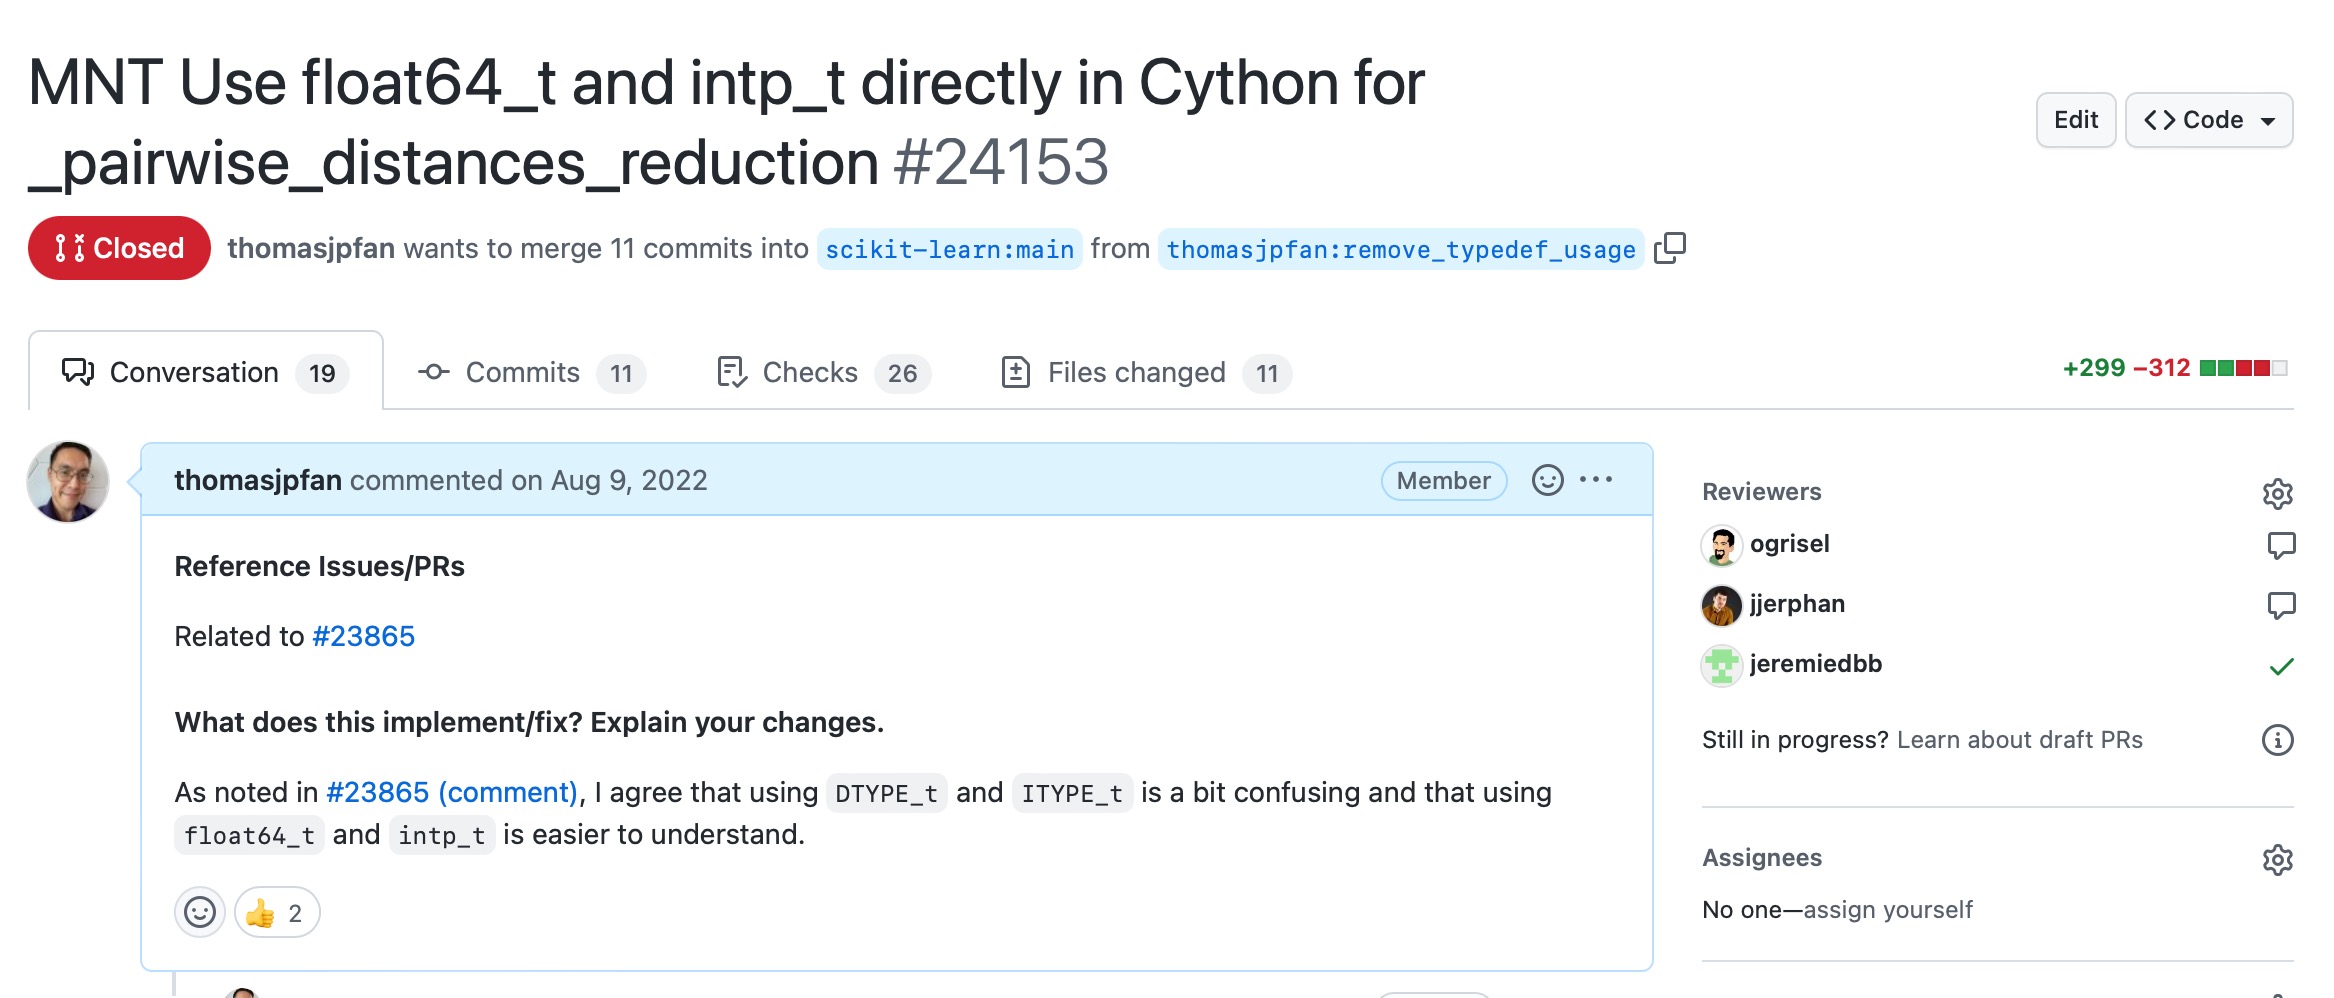 MNT Use float64_t and intp_t directly in Cython for
_pairwise_distances_reduction #24153
Edit
Code
Closed
thomasjpfan wants to merge 11 commits into scikit-learn:main from thomasjpfan:remove_typedef_usage
Conversation 19
Commits 11
Checks 26
Files changed 11
+299 −312
thomasjpfan commented on Aug 9, 2022
Member
Reference Issues/PRs
Related to #23865
What does this implement/fix? Explain your changes.
As noted in #23865 (comment), I agree that using DTYPE_t and ITYPE_t is a bit confusing and that using
float64_t and intp_t is easier to understand.
2
Reviewers
ogrisel
jjerphan
jeremiedbb
Still in progress? Learn about draft PRs
Assignees
No one—assign yourself